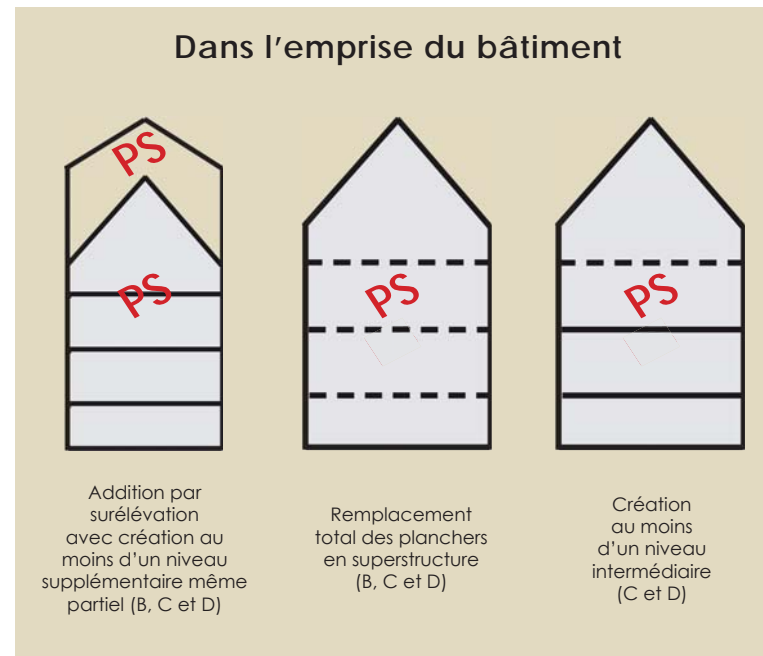 Dans l'emprise du bâtiment
PS
PS
PS
PS
Addition par
surélévation
avec création au
moins d'un niveau
supplémentaire même
partiel (B, C et D)
Remplacement
total des planchers
en superstructure
(B, C et D)
Création
au moins
d'un niveau
intermédiaire
(C et D)